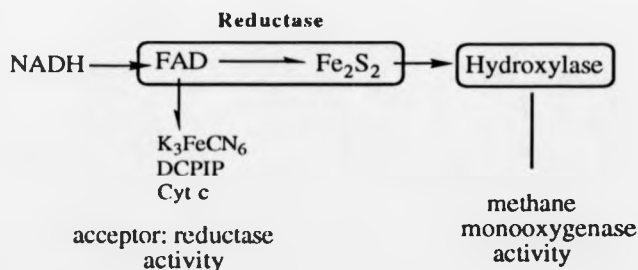 Reductase
NADH FAD Fe₂S₂ Hydroxylase
K₃FeCN₆
DCPIP
Cyt c
acceptor: reductase
activity
methane
monooxygenase
activity